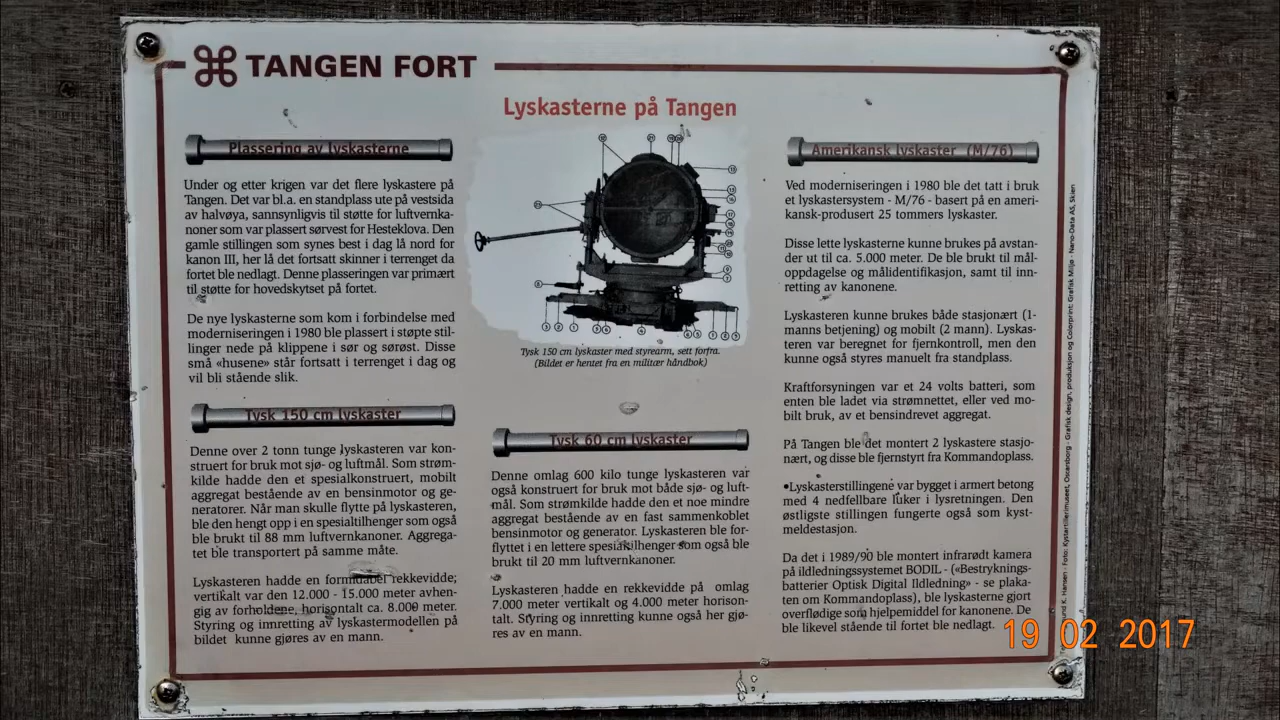 TANGEN FORT
Lyskasterne på Tangen
Plassering av lyskasterne
Under og etter krigen var det flere lyskastere på
Tangen. Det var bl.a. en standplass ute på vestsida
av halvøya, sannsynligvis til støtte for luftvernka-
noner som var plassert sørvest for Hesteklova. Den
gamle stillingen som synes best i dag lå nord for
kanon III, her lå det fortsatt skinner i terrenget da
fortet ble nedlagt. Denne plasseringen var primært
til støtte for hovedskytset på fortet.
De nye lyskasterne som kom i forbindelse med
moderniseringen i 1980 ble plassert i støpte stil-
linger nede på klippene i sør og sørøst. Disse
små «husene» står fortsatt i terrenget i dag og
vil bli stående slik.
Tysk 150 cm lyskaster
Denne over 2 tonn tunge lyskasteren var kon-
struert for bruk mot sjø- og luftmål. Som strøm-
kilde hadde den et spesialkonstruert, mobilt
aggregat bestående av en bensinmotor og ge-
neratorer. Når man skulle flytte på lyskasteren,
ble den hengt opp i en spesialtilhenger som også
ble brukt til 88 mm luftvernkanoner. Aggrega-
tet ble transportert på samme måte.
Lyskasteren hadde en formidabel rekkevidde;
vertikalt var den 12.000 - 15.000 meter avhen-
gig av forholdene, horisontalt ca. 8.000 meter.
Styring og innretting av lyskastermodellen på
bildet kunne gjøres av en mann.
Tysk 150 cm lyskaster med styrearm, sett forfra.
(Bildet er hentet fra en militær håndbok)
Tysk 60 cm lyskaster
Denne omlag 600 kilo tunge lyskasteren var
også konstruert for bruk mot både sjø- og luft-
mål. Som strømkilde hadde den et noe mindre
aggregat bestående av en fast sammenkoblet
bensinmotor og generator. Lyskasteren ble for-
flyttet i en lettere spesialtilhenger som også ble
brukt til 20 mm luftvernkanoner.
Lyskasteren hadde en rekkevidde på omlag
7.000 meter vertikalt og 4.000 meter horison-
talt. Styring og innretting kunne også her gjø-
res av en mann.
Amerikansk lyskaster (M/76)
Ved moderniseringen i 1980 ble det tatt i bruk
et lyskastersystem - M/76 - basert på en ameri-
kansk-produsert 25 tommers lyskaster.
Disse lette lyskasterne kunne brukes på avstan-
der ut til ca. 5.000 meter. De ble brukt til mål-
oppdagelse og målidentifikasjon, samt til inn-
retting av kanonene.
Lyskasteren kunne brukes både stasjonært (1-
manns betjening) og mobilt (2 mann). Lyskas-
teren var beregnet for fjernkontroll, men den
kunne også styres manuelt fra standplass.
Kraftforsyningen var et 24 volts batteri, som
enten ble ladet via strømnettet, eller ved mo-
bilt bruk, av et bensindrevet aggregat.
På Tangen ble det montert 2 lyskastere stasjo-
nært, og disse ble fjernstyrt fra Kommandoplass.
•Lyskasterstillingene var bygget i armert betong
med 4 nedfellbare luker i lysretningen. Den
østligste stillingen fungerte også som kyst-
meldestasjon.
Da det i 1989/90 ble montert infrarødt kamera
på ildledningssystemet BODIL - («Bestryknings-
batterier Optisk Digital Ildledning» - se plaka-
ten om Kommandoplass), ble lyskasterne gjort
overflødige som hjelpemiddel for kanonene. De
ble likevel stående til fortet ble nedlagt.
K. Hansen - Foto: Kystartillerimuseet, Oscarsborg - Grafisk design, produksjon og Colorprint: Grafisk Miljø - Nano-Data AS, Skien
19 02 2017